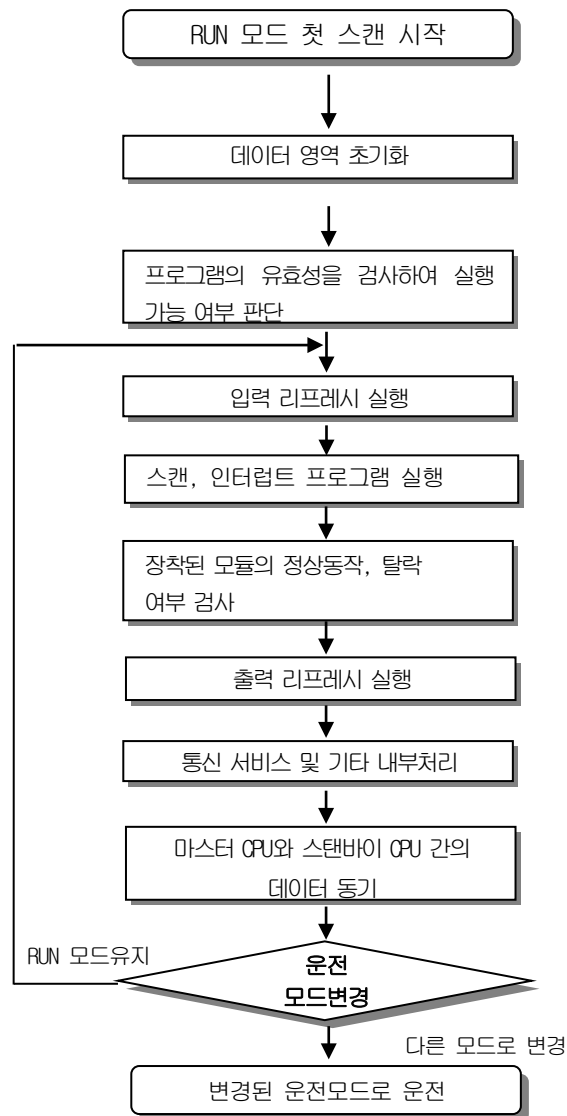 RUN 모드 첫 스캔 시작
데이터 영역 초기화
프로그램의 유효성을 검사하여 실행
가능 여부 판단
입력 리프레시 실행
스캔, 인터럽트 프로그램 실행
장착된 모듈의 정상동작, 탈락
여부 검사
출력 리프레시 실행
통신 서비스 및 기타 내부처리
마스터 CPU와 스탠바이 CPU 간의
데이터 동기
RUN 모드유지
운전
모드변경
다른 모드로 변경
변경된 운전모드로 운전